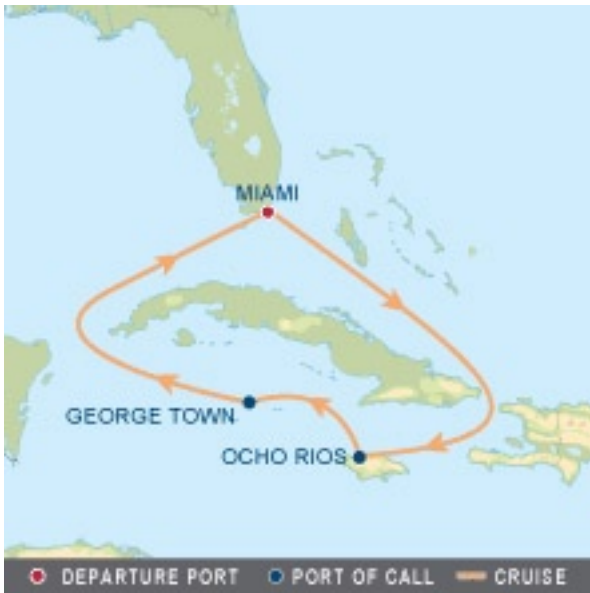 MIAMI
GEORGE TOWN
OCHO RIOS
DEPARTURE PORT PORT OF CALL CRUISE